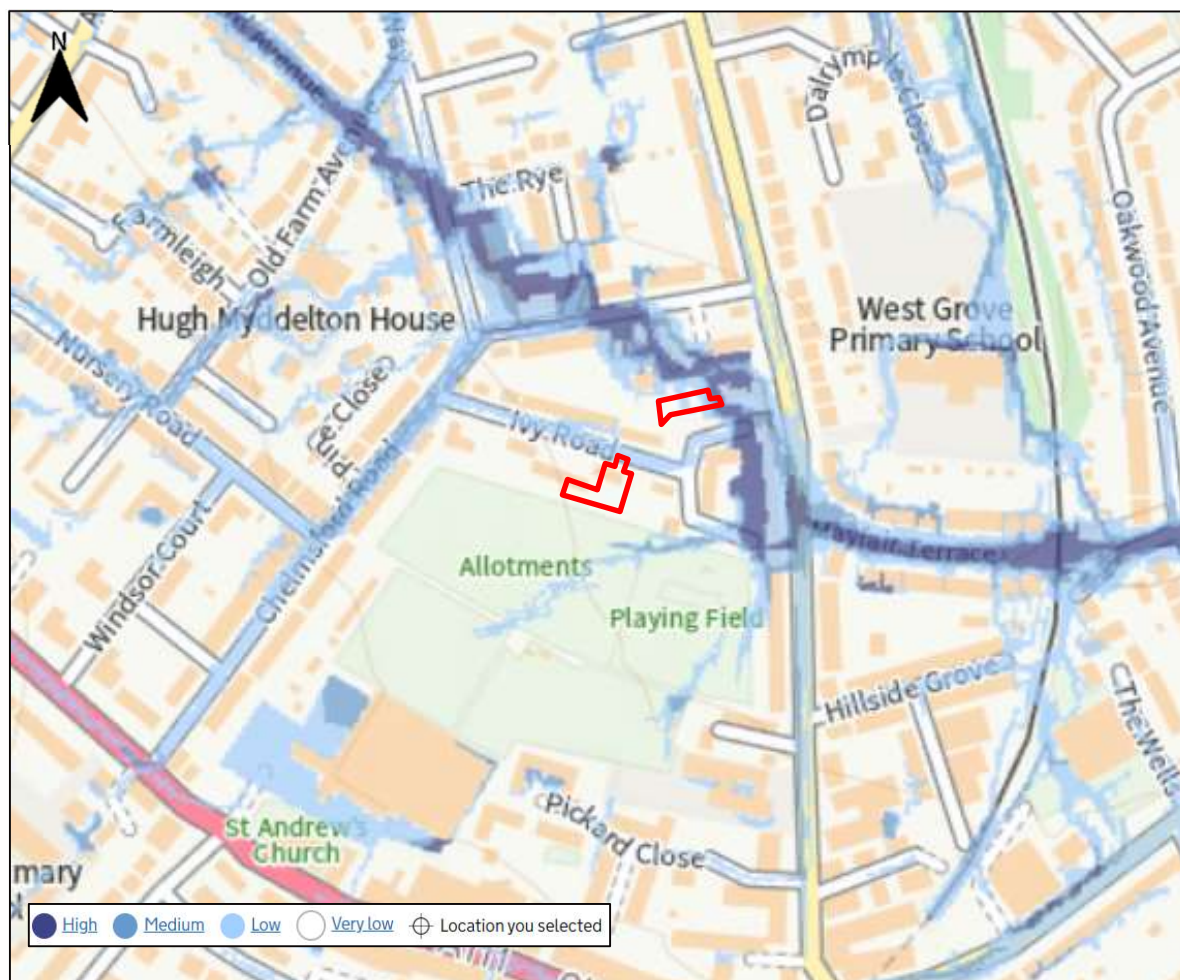 N
Dalrymple Close
The Rye
Old Farm Avenue
Farmleigh
Oakwood Avenue
Hugh Myddelton House
West Grove
Primary School
Nursery Road
Ivy Road
Chelmsford Road
Windsor Court
Mayfair Terrace
Allotments
Playing Field
Hillside Grove
The Wells
Pickard Close
St Andrew's
Church
mary
High
Medium
Low
Very low
Location you selected